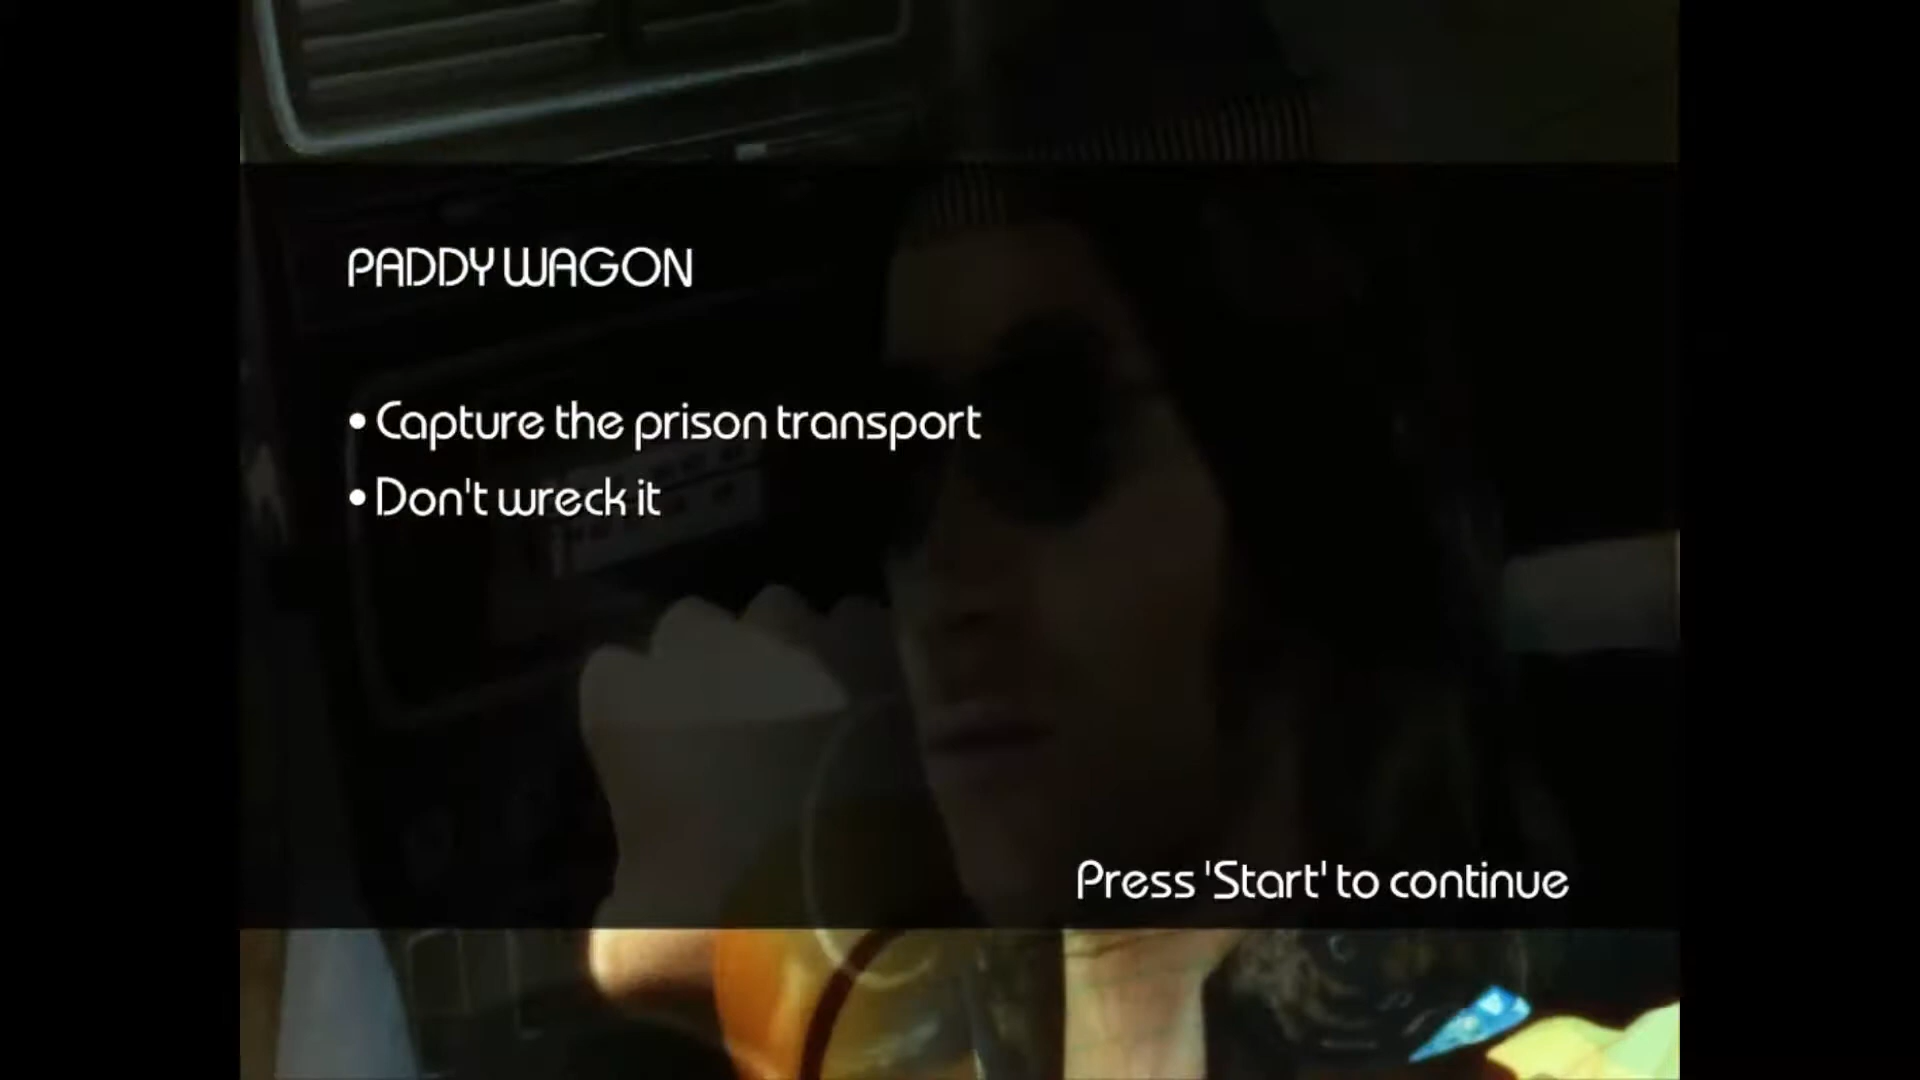 PADDY WAGON
• Capture the prison transport
• Don't wreck it
Press 'Start' to continue